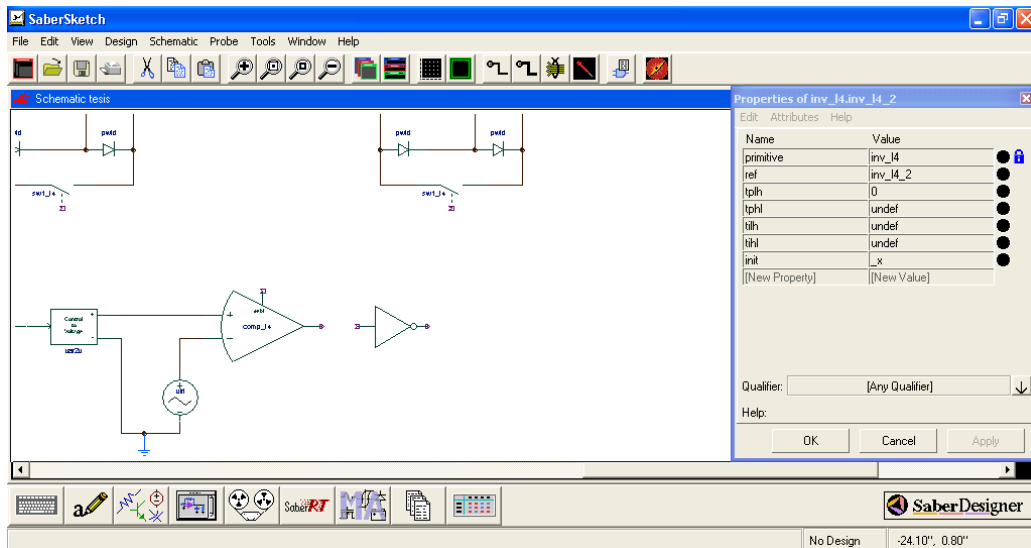 SaberSketch
File Edit View Design Schematic Probe Tools Window Help
Schematic tesis
pwld pwld pwld
sw1_l4 sw1_l4
Control
to
Voltage
comp_l4
Properties of inv_l4.inv_l4_2
Edit Attributes Help
Name Value
primitive inv_l4
ref inv_l4_2
tplh 0
tphl undef
tilh undef
tihl undef
init _x
[New Property] [New Value]
Qualifier: [Any Qualifier]
Help:
OK Cancel Apply
a
SaberRT
SaberDesigner
No Design -24.10", 0.80"